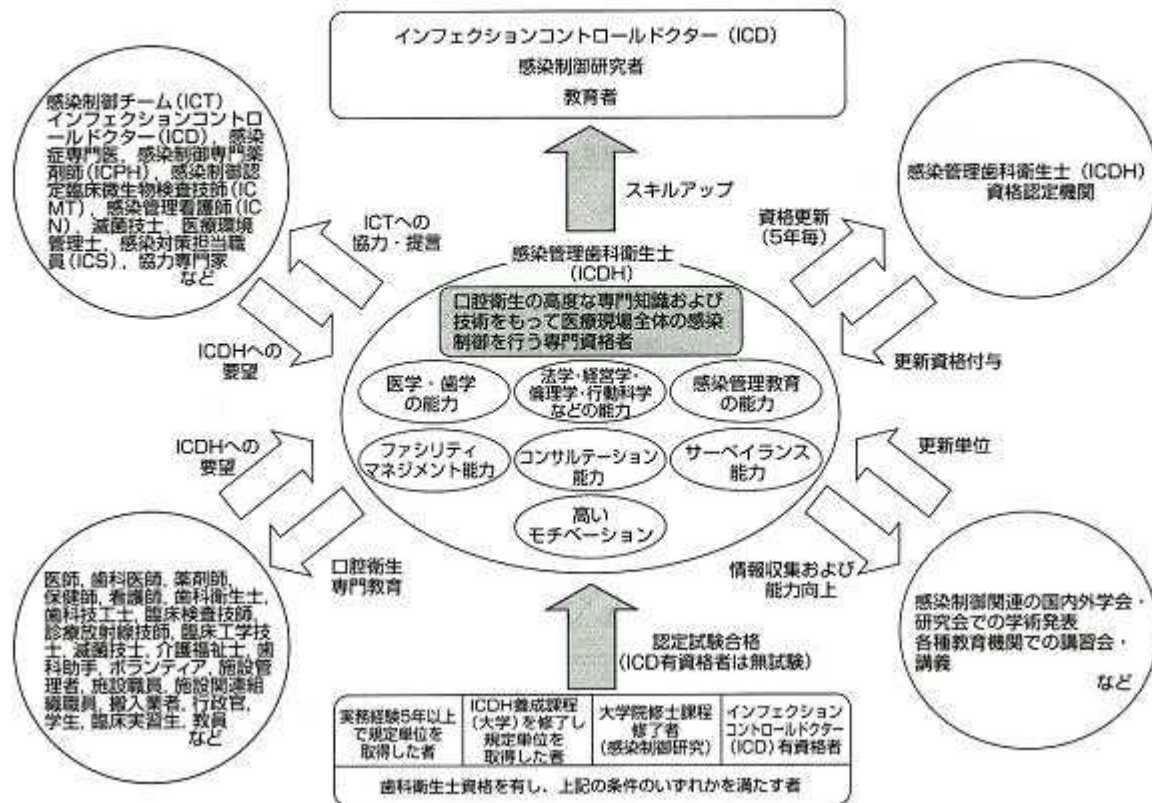 インフェクションコントロールドクター（ICD）
感染制御研究者
教育者
感染制御チーム（ICT）
インフェクションコントロ
ールドクター（ICD），感染
症専門医，感染制御専門薬
剤師（ICPH），感染制御認
定臨床微生物検査技師（IC
MT），感染管理看護師（IC
N），滅菌技士，医療環境
管理士，感染対策担当職
員（ICS），協力専門家
など
スキルアップ
感染管理歯科衛生士（ICDH）
資格認定機関
ICTへの
協力・提言
資格更新
（5年毎）
感染管理歯科衛生士
（ICDH）
口腔衛生の高度な専門知識および
技術をもって医療現場全体の感染
制御を行う専門資格者
ICDHへの
要望
更新資格付与
医学・歯学
の能力
法学・経営学・
倫理学・行動科学
などの能力
感染管理教育
の能力
ファシリティ
マネジメント能力
コンサルテーション
能力
サーベイランス
能力
高い
モチベーション
ICDHへの
要望
更新単位
口腔衛生
専門教育
情報収集および
能力向上
医師，歯科医師，薬剤師，
保健師，看護師，歯科衛生士，
歯科技工士，臨床検査技師，
診療放射線技師，臨床工学技
士，滅菌技士，介護福祉士，歯
科助手，ボランティア，施設管
理者，施設職員，施設関連組
織職員，搬入業者，行政官，
学生，臨床実習生，教員
など
感染制御関連の国内外学会・
研究会での学術発表
各種教育機関での講習会・
講義
など
認定試験合格
（ICD有資格者は無試験）
実務経験5年以上
で規定単位を
取得した者
ICDH養成課程
（大学）を修了し
規定単位を
取得した者
大学院修士課程
修了者
（感染制御研究）
インフェクション
コントロールドクター
（ICD）有資格者
歯科衛生士資格を有し、上記の条件のいずれかを満たす者